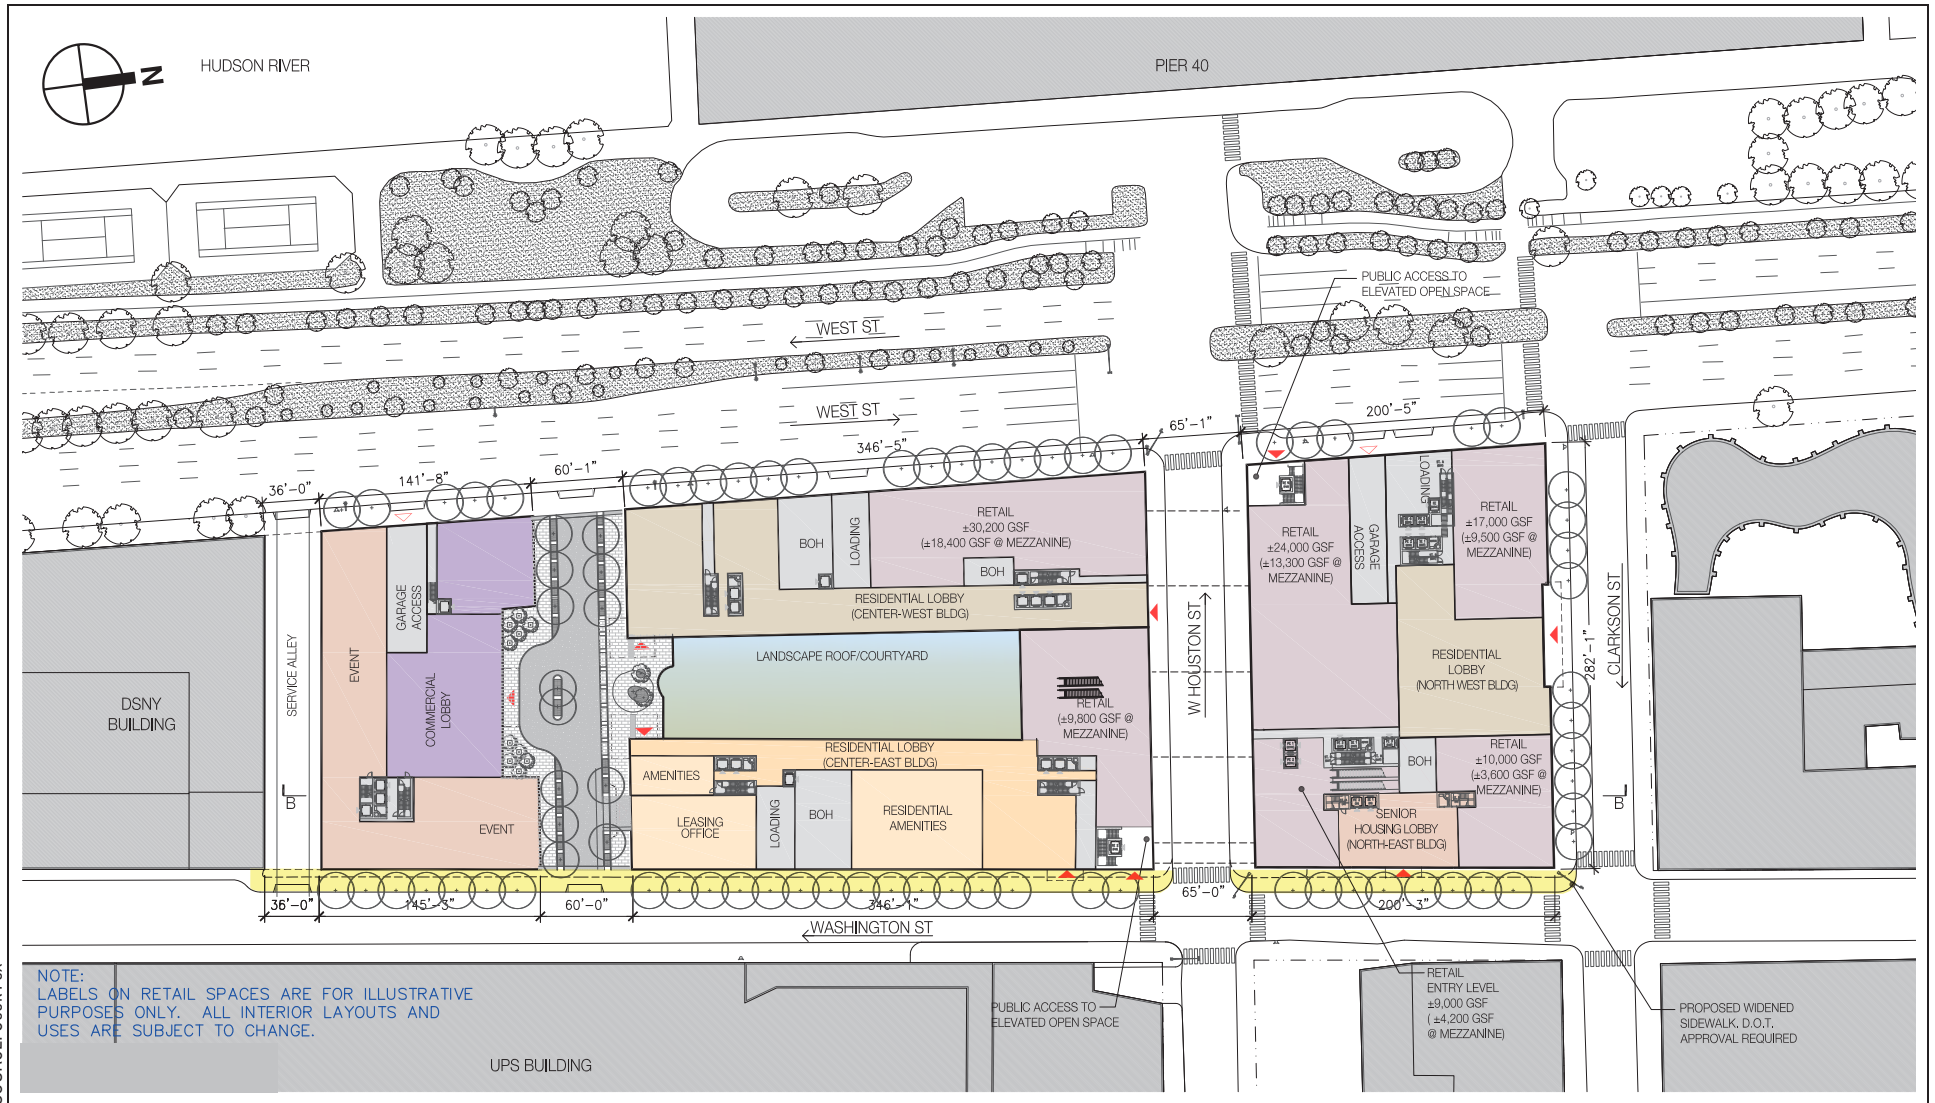 HUDSON RIVER
N
PIER 40
PUBLIC ACCESS TO
ELEVATED OPEN SPACE
WEST ST
WEST ST
36'-0"
141'-8"
60'-1"
346'-5"
65'-1"
200'-5"
282'-1"
DSNY
BUILDING
SERVICE ALLEY
B
EVENT
GARAGE
ACCESS
COMMERCIAL
LOBBY
EVENT
BOH
LOADING
RETAIL
±30,200 GSF
(±18,400 GSF @ MEZZANINE)
BOH
RESIDENTIAL LOBBY
(CENTER-WEST BLDG)
LANDSCAPE ROOF/COURTYARD
RETAIL
(±9,800 GSF @
MEZZANINE)
RESIDENTIAL LOBBY
(CENTER-EAST BLDG)
AMENITIES
LEASING
OFFICE
LOADING
BOH
RESIDENTIAL
AMENITIES
W HOUSTON ST
RETAIL
±24,000 GSF
(±13,300 GSF @
MEZZANINE)
GARAGE
ACCESS
LOADING
RETAIL
±17,000 GSF
(±9,500 GSF @
MEZZANINE)
RESIDENTIAL
LOBBY
(NORTH WEST BLDG)
BOH
RETAIL
±10,000 GSF
(±3,600 GSF @
MEZZANINE)
SENIOR
HOUSING LOBBY
(NORTH-EAST BLDG)
CLARKSON ST
B
36'-0"
145'-3"
60'-0"
346'-1"
65'-0"
200'-3"
WASHINGTON ST
NOTE:
LABELS ON RETAIL SPACES ARE FOR ILLUSTRATIVE
PURPOSES ONLY. ALL INTERIOR LAYOUTS AND
USES ARE SUBJECT TO CHANGE.
UPS BUILDING
PUBLIC ACCESS TO
ELEVATED OPEN SPACE
RETAIL
ENTRY LEVEL
±9,000 GSF
( ±4,200 GSF
@ MEZZANINE)
PROPOSED WIDENED
SIDEWALK. D.O.T.
APPROVAL REQUIRED